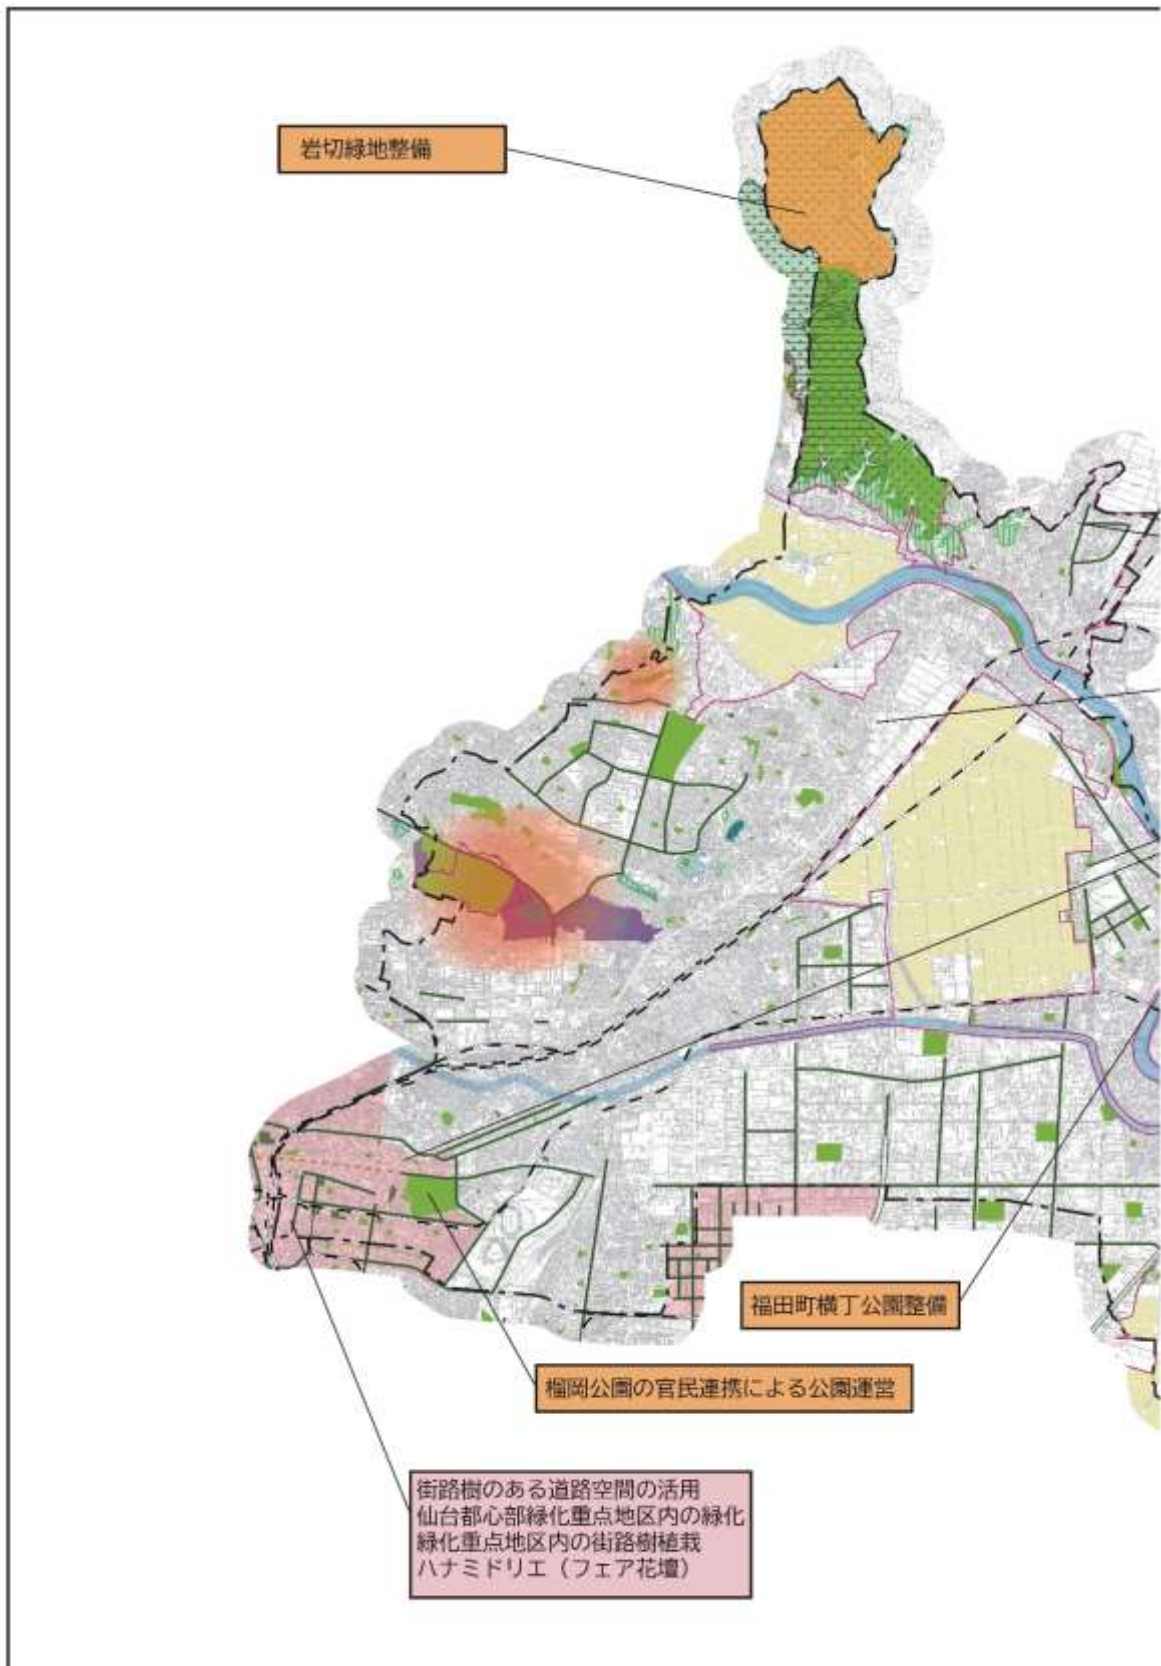 岩切緑地整備
福田町横丁公園整備
榴岡公園の官民連携による公園運営
街路樹のある道路空間の活用
仙台都心部緑化重点地区内の緑化
緑化重点地区内の街路樹植栽
ハナミドリエ（フェア花壇）